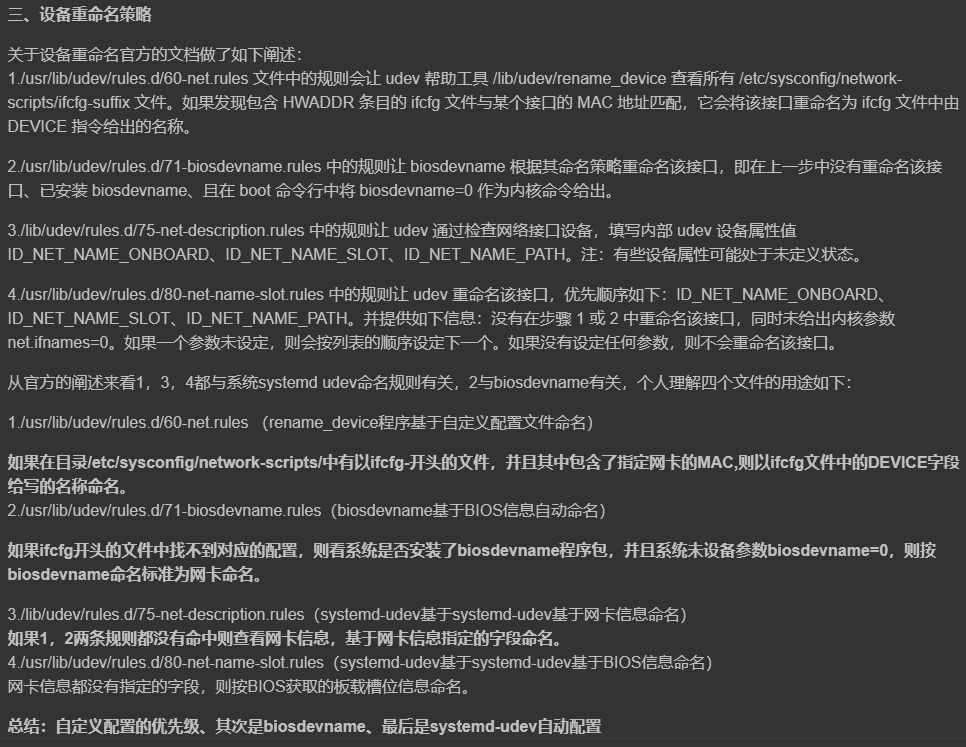 三、设备重命名策略
关于设备重命名官方的文档做了如下阐述：
1./usr/lib/udev/rules.d/60-net.rules 文件中的规则会让 udev 帮助工具 /lib/udev/rename_device 查看所有 /etc/sysconfig/network-
scripts/ifcfg-suffix 文件。如果发现包含 HWADDR 条目的 ifcfg 文件与某个接口的 MAC 地址匹配，它会将该接口重命名为 ifcfg 文件中由
DEVICE 指令给出的名称。
2./usr/lib/udev/rules.d/71-biosdevname.rules 中的规则让 biosdevname 根据其命名策略重命名该接口，即在上一步中没有重命名该接
口、已安装 biosdevname、且在 boot 命令行中将 biosdevname=0 作为内核命令给出。
3./lib/udev/rules.d/75-net-description.rules 中的规则让 udev 通过检查网络接口设备，填写内部 udev 设备属性值
ID_NET_NAME_ONBOARD、ID_NET_NAME_SLOT、ID_NET_NAME_PATH。注：有些设备属性可能处于未定义状态。
4./usr/lib/udev/rules.d/80-net-name-slot.rules 中的规则让 udev 重命名该接口，优先顺序如下：ID_NET_NAME_ONBOARD、
ID_NET_NAME_SLOT、ID_NET_NAME_PATH。并提供如下信息：没有在步骤 1 或 2 中重命名该接口，同时未给出内核参数
net.ifnames=0。如果一个参数未设定，则会按列表的顺序设定下一个。如果没有设定任何参数，则不会重命名该接口。
从官方的阐述来看1，3，4都与系统systemd udev命名规则有关，2与biosdevname有关，个人理解四个文件的用途如下：
1./usr/lib/udev/rules.d/60-net.rules （rename_device程序基于自定义配置文件命名）
如果在目录/etc/sysconfig/network-scripts/中有以ifcfg-开头的文件，并且其中包含了指定网卡的MAC,则以ifcfg文件中的DEVICE字段
给写的名称命名。
2./usr/lib/udev/rules.d/71-biosdevname.rules（biosdevname基于BIOS信息自动命名）
如果ifcfg开头的文件中找不到对应的配置，则看系统是否安装了biosdevname程序包，并且系统未设备参数biosdevname=0，则按
biosdevname命名标准为网卡命名。
3./lib/udev/rules.d/75-net-description.rules（systemd-udev基于systemd-udev基于网卡信息命名）
如果1，2两条规则都没有命中则查看网卡信息，基于网卡信息指定的字段命名。
4./usr/lib/udev/rules.d/80-net-name-slot.rules（systemd-udev基于systemd-udev基于BIOS信息命名）
网卡信息都没有指定的字段，则按BIOS获取的板载槽位信息命名。
总结：自定义配置的优先级、其次是biosdevname、最后是systemd-udev自动配置